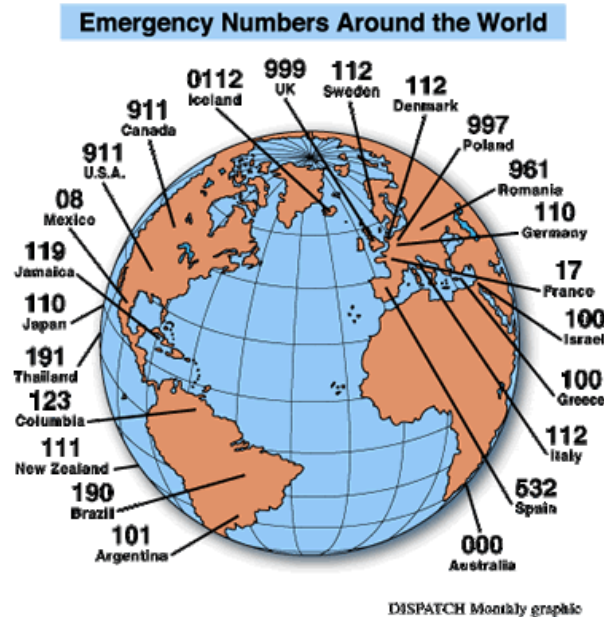 Emergency Numbers Around the World
0112
Iceland
999
UK
112
Sweden
112
Denmark
911
Canada
997
Poland
911
U.S.A.
961
Romania
08
Mexico
110
Germany
119
Jamaica
17
France
110
Japan
100
Israel
191
Thailand
100
Greece
123
Columbia
112
Italy
111
New Zealand
532
Spain
190
Brazil
101
Argentina
000
Australia
DISPATCH Monthly graphic